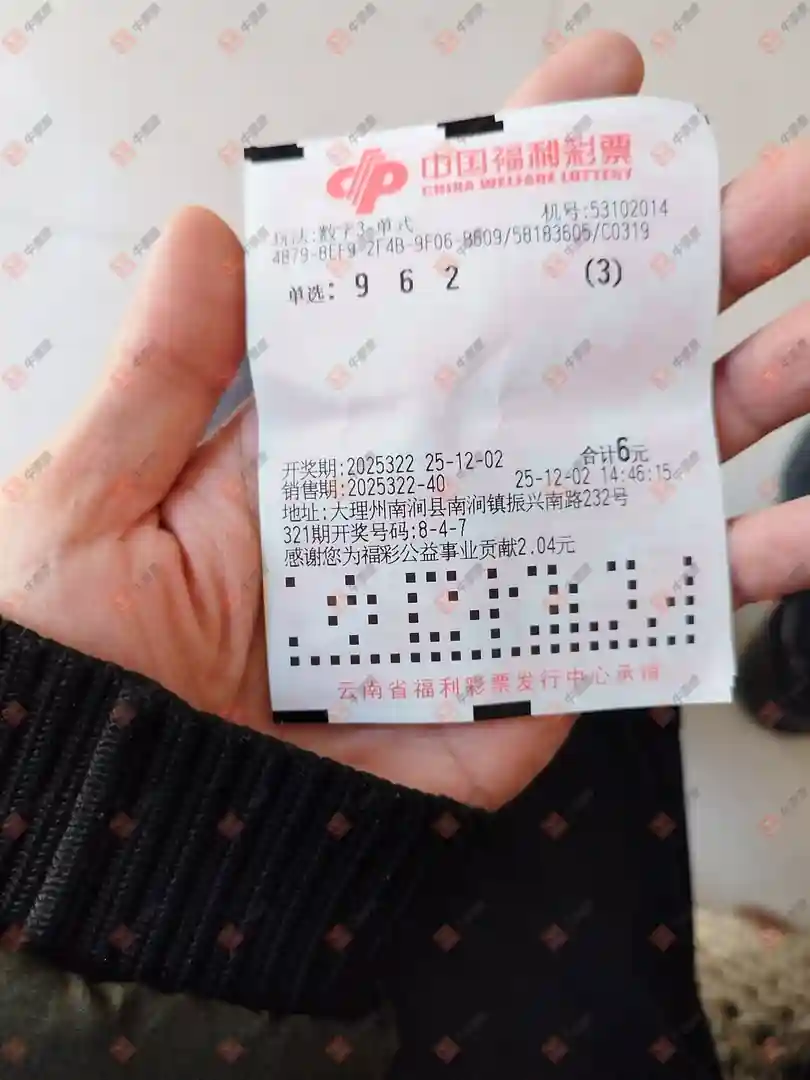 中国福利彩票
CHINA WELFARE LOTTERY
机号:53102014
玩法:数字3-单式
4B79-8EF9-2F4B-9F06-B609/58183605/C0319
单选: 9 6 2 (3)
开奖期:2025322 25-12-02 合计6元
销售期:2025322-40 25-12-02 14:46:15
地址:大理州南涧县南涧镇振兴南路232号
321期开奖号码:8-4-7
感谢您为福彩公益事业贡献2.04元
云南省福利彩票发行中心承销